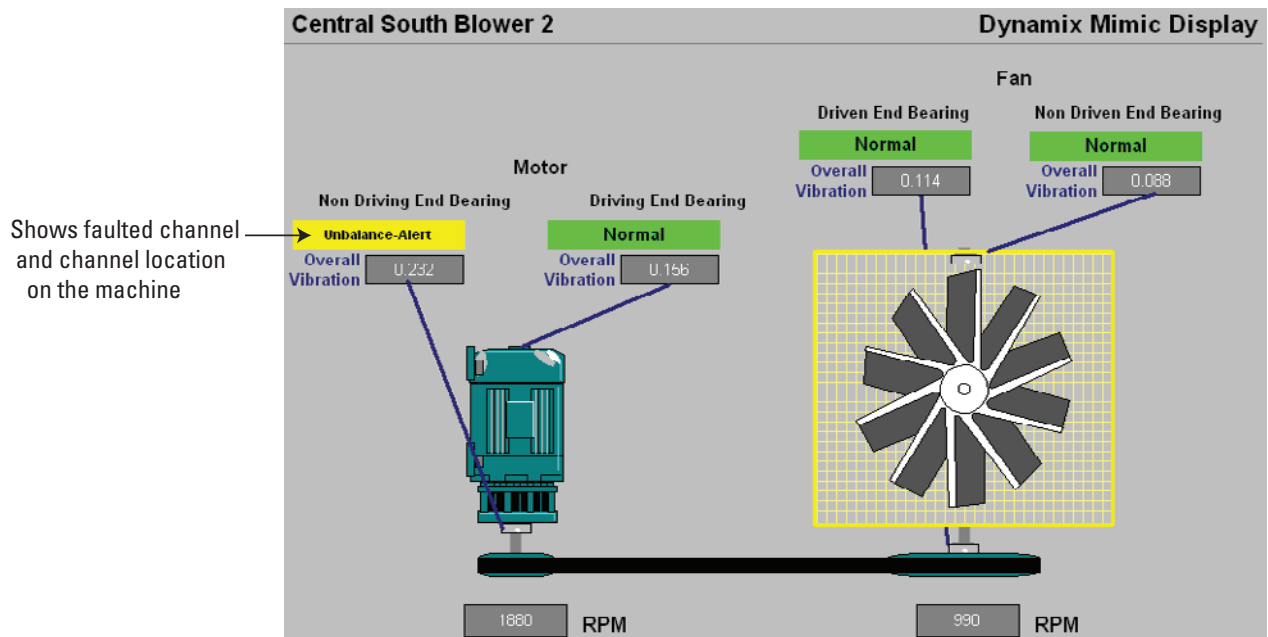 Central South Blower 2
Dynamix Mimic Display
Fan
Driven End Bearing
Non Driven End Bearing
Normal
Normal
Overall
Vibration
0.114
Overall
Vibration
0.088
Motor
Non Driving End Bearing
Driving End Bearing
Shows faulted channel
and channel location
on the machine
Unbalance-Alert
Normal
Overall
Vibration
0.232
Overall
Vibration
0.156
1880
RPM
990
RPM